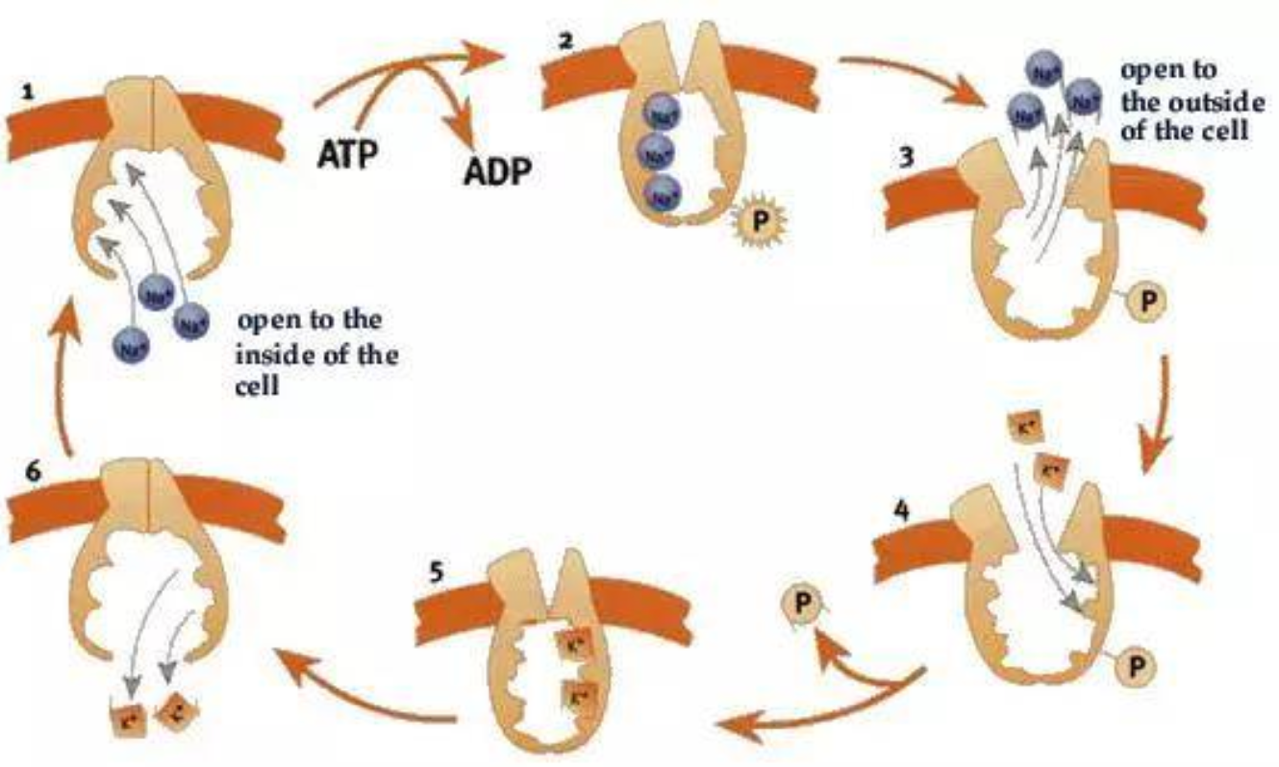 1
Na⁺
Na⁺
Na⁺
open to the
inside of the
cell
ATP
ADP
2
Na⁺
Na⁺
Na⁺
P
3
Na⁺
Na⁺
Na⁺
open to
the outside
of the cell
P
4
K⁺
K⁺
P
P
5
K⁺
K⁺
6
K⁺